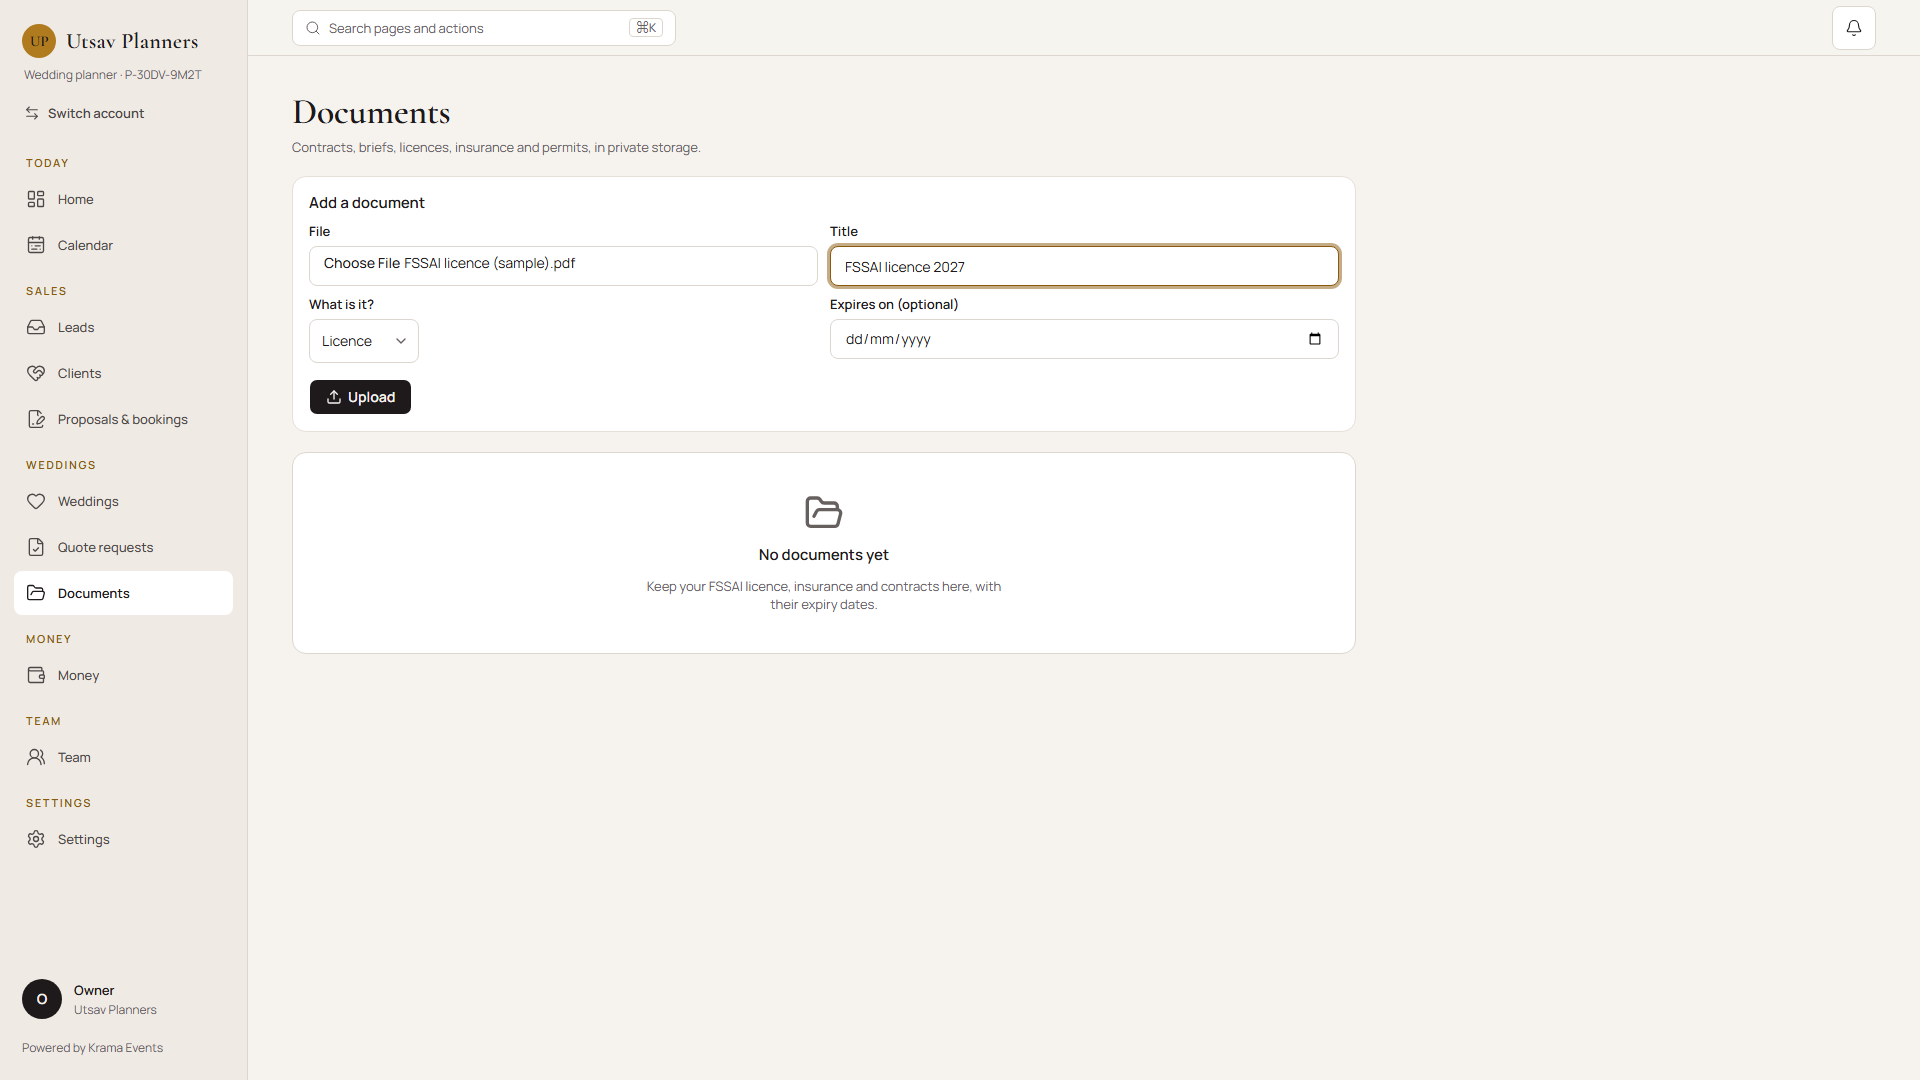 UP
Utsav Planners
Wedding planner · P-30DV-9M2T
Switch account
TODAY
Home
Calendar
SALES
Leads
Clients
Proposals & bookings
WEDDINGS
Weddings
Quote requests
Documents
MONEY
Money
TEAM
Team
SETTINGS
Settings
O
Owner
Utsav Planners
Powered by Krama Events
Search pages and actions
⌘K
Documents
Contracts, briefs, licences, insurance and permits, in private storage.
Add a document
File
Choose File FSSAI licence (sample).pdf
Title
FSSAI licence 2027
What is it?
Licence
Expires on (optional)
dd/mm/yyyy
Upload
No documents yet
Keep your FSSAI licence, insurance and contracts here, with
their expiry dates.